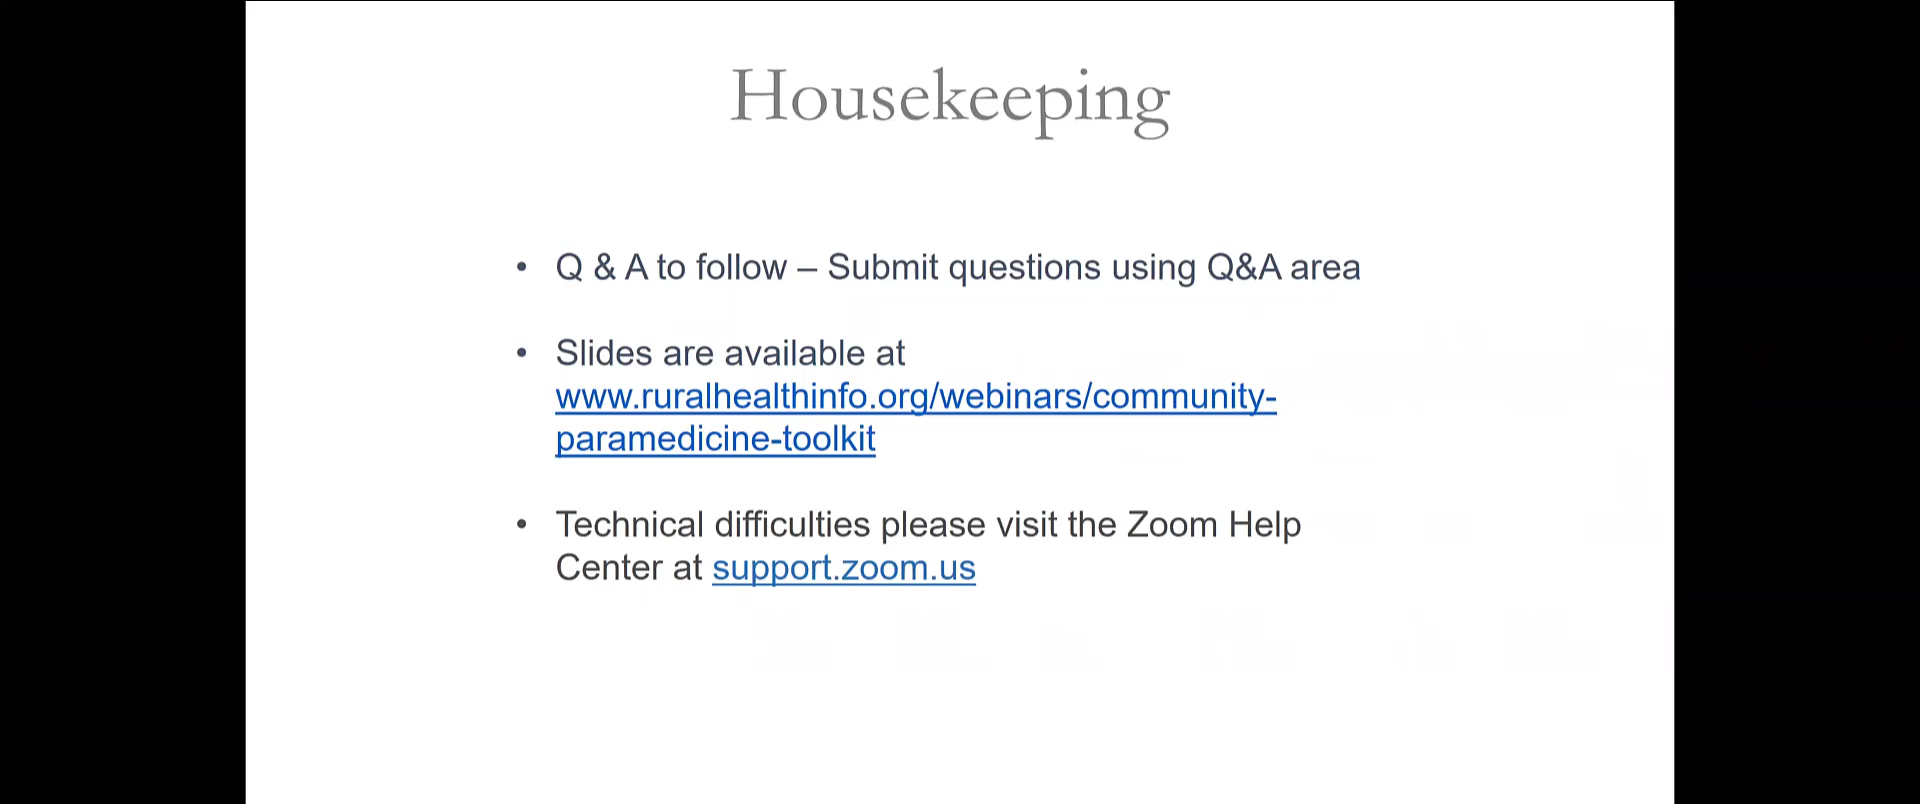 Housekeeping
• Q & A to follow – Submit questions using Q&A area
• Slides are available at
www.ruralhealthinfo.org/webinars/community-
paramedicine-toolkit
• Technical difficulties please visit the Zoom Help
Center at support.zoom.us